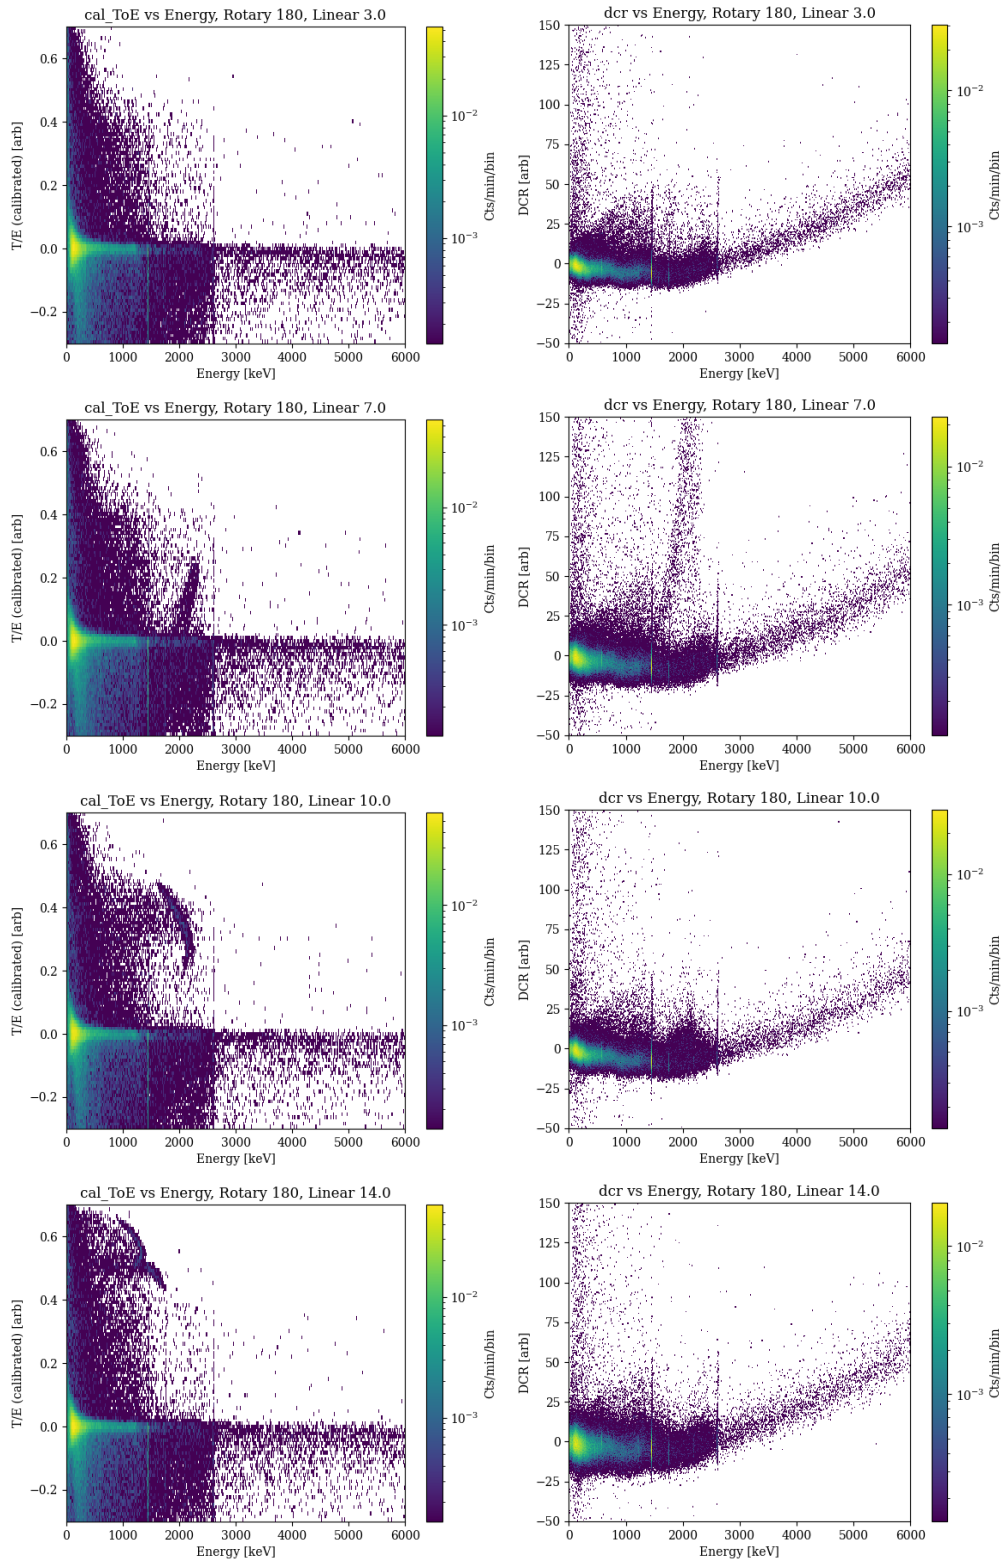 cal_ToE vs Energy, Rotary 180, Linear 3.0
T/E (calibrated) [arb]
0.6
0.4
0.2
0.0
−0.2
0 1000 2000 3000 4000 5000 6000
Energy [keV]
10⁻²
10⁻³
Cts/min/bin
dcr vs Energy, Rotary 180, Linear 3.0
DCR [arb]
150
125
100
75
50
25
0
−25
−50
0 1000 2000 3000 4000 5000 6000
Energy [keV]
10⁻²
10⁻³
Cts/min/bin
cal_ToE vs Energy, Rotary 180, Linear 7.0
T/E (calibrated) [arb]
0.6
0.4
0.2
0.0
−0.2
0 1000 2000 3000 4000 5000 6000
Energy [keV]
10⁻²
10⁻³
Cts/min/bin
dcr vs Energy, Rotary 180, Linear 7.0
DCR [arb]
150
125
100
75
50
25
0
−25
−50
0 1000 2000 3000 4000 5000 6000
Energy [keV]
10⁻²
10⁻³
Cts/min/bin
cal_ToE vs Energy, Rotary 180, Linear 10.0
T/E (calibrated) [arb]
0.6
0.4
0.2
0.0
−0.2
0 1000 2000 3000 4000 5000 6000
Energy [keV]
10⁻²
10⁻³
Cts/min/bin
dcr vs Energy, Rotary 180, Linear 10.0
DCR [arb]
150
125
100
75
50
25
0
−25
−50
0 1000 2000 3000 4000 5000 6000
Energy [keV]
10⁻²
10⁻³
Cts/min/bin
cal_ToE vs Energy, Rotary 180, Linear 14.0
T/E (calibrated) [arb]
0.6
0.4
0.2
0.0
−0.2
0 1000 2000 3000 4000 5000 6000
Energy [keV]
10⁻²
10⁻³
Cts/min/bin
dcr vs Energy, Rotary 180, Linear 14.0
DCR [arb]
150
125
100
75
50
25
0
−25
−50
0 1000 2000 3000 4000 5000 6000
Energy [keV]
10⁻²
10⁻³
Cts/min/bin